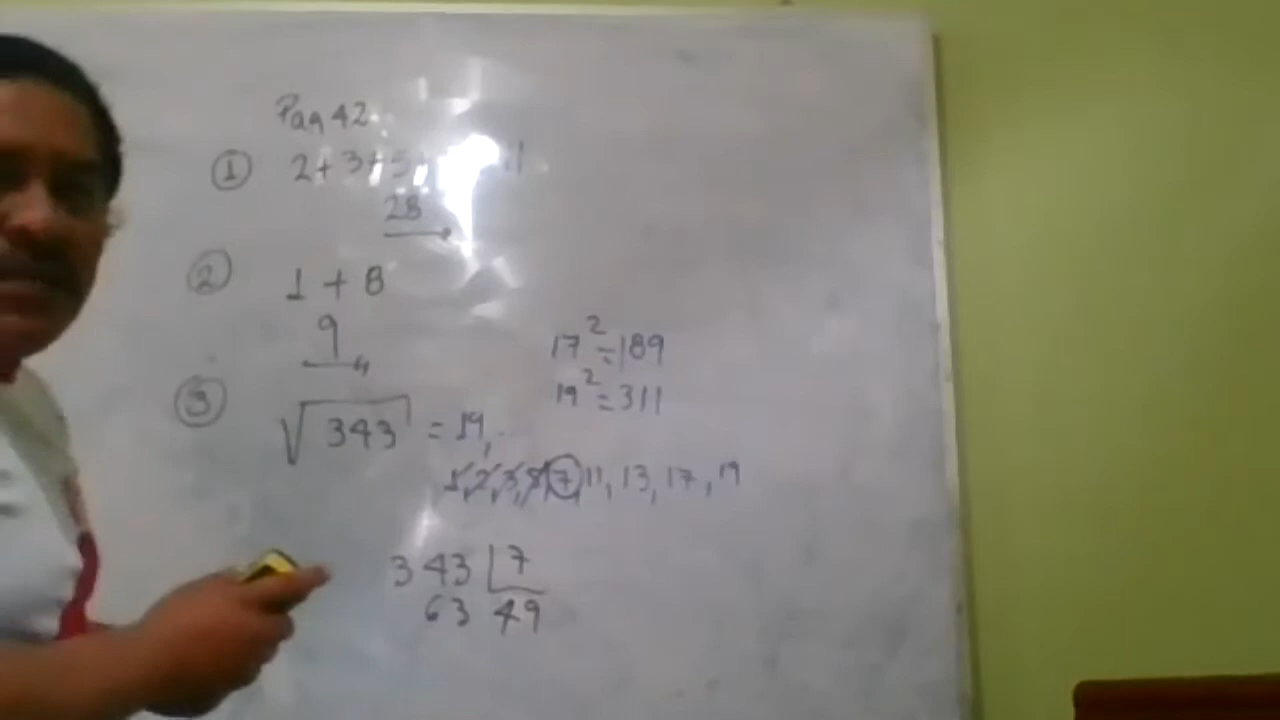 Pag 42
① 2+3+5+ 11
28
② 1 + 8
9
17² = 189
19² = 311
③ √343 = 19,
1, 2, 3, 5, 7, 11, 13, 17, 19
343 7
63 49